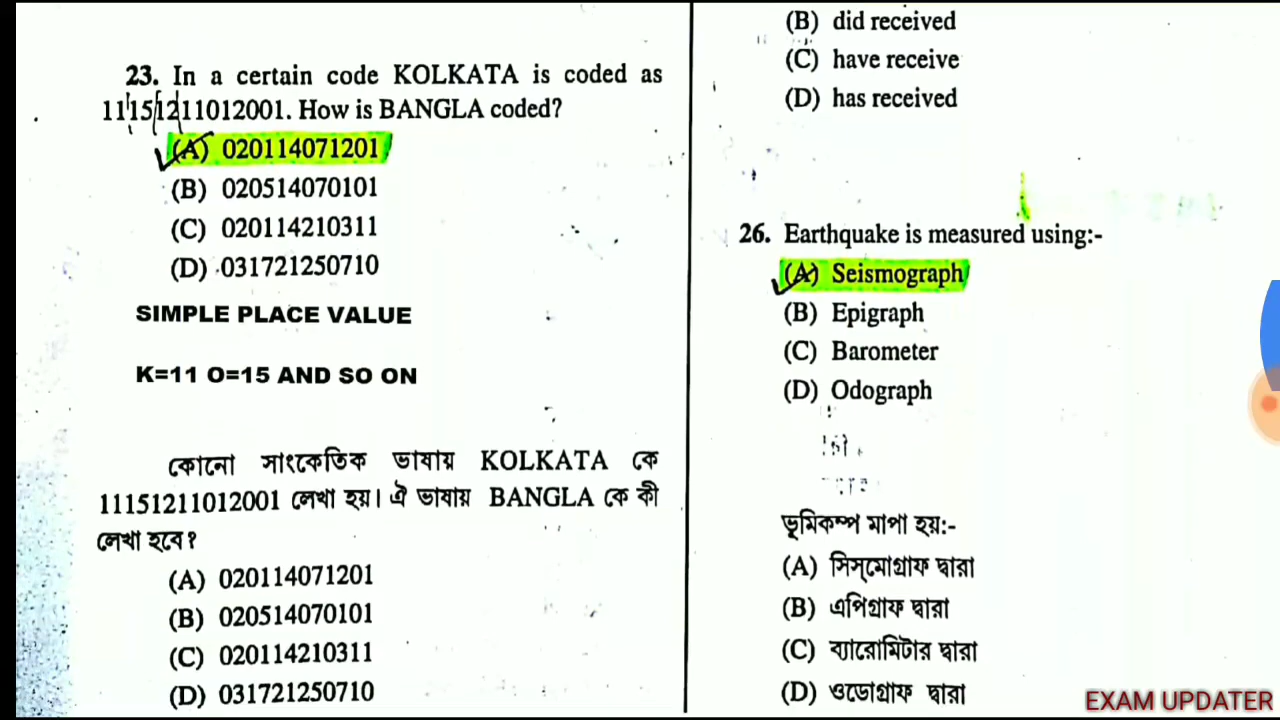 23. In a certain code KOLKATA is coded as
11151211012001. How is BANGLA coded?
(A) 020114071201
(B) 020514070101
(C) 020114210311
(D) 031721250710
SIMPLE PLACE VALUE
K=11 O=15 AND SO ON
কোনো সাংকেতিক ভাষায় KOLKATA কে
11151211012001 লেখা হয়। ঐ ভাষায় BANGLA কে কী
লেখা হবে?
(A) 020114071201
(B) 020514070101
(C) 020114210311
(D) 031721250710
(B) did received
(C) have receive
(D) has received
26. Earthquake is measured using:-
(A) Seismograph
(B) Epigraph
(C) Barometer
(D) Odograph
ভূমিকম্প মাপা হয়:-
(A) সিস্‌মোগ্রাফ দ্বারা
(B) এপিগ্রাফ দ্বারা
(C) ব্যারোমিটার দ্বারা
(D) ওডোগ্রাফ দ্বারা
EXAM UPDATER